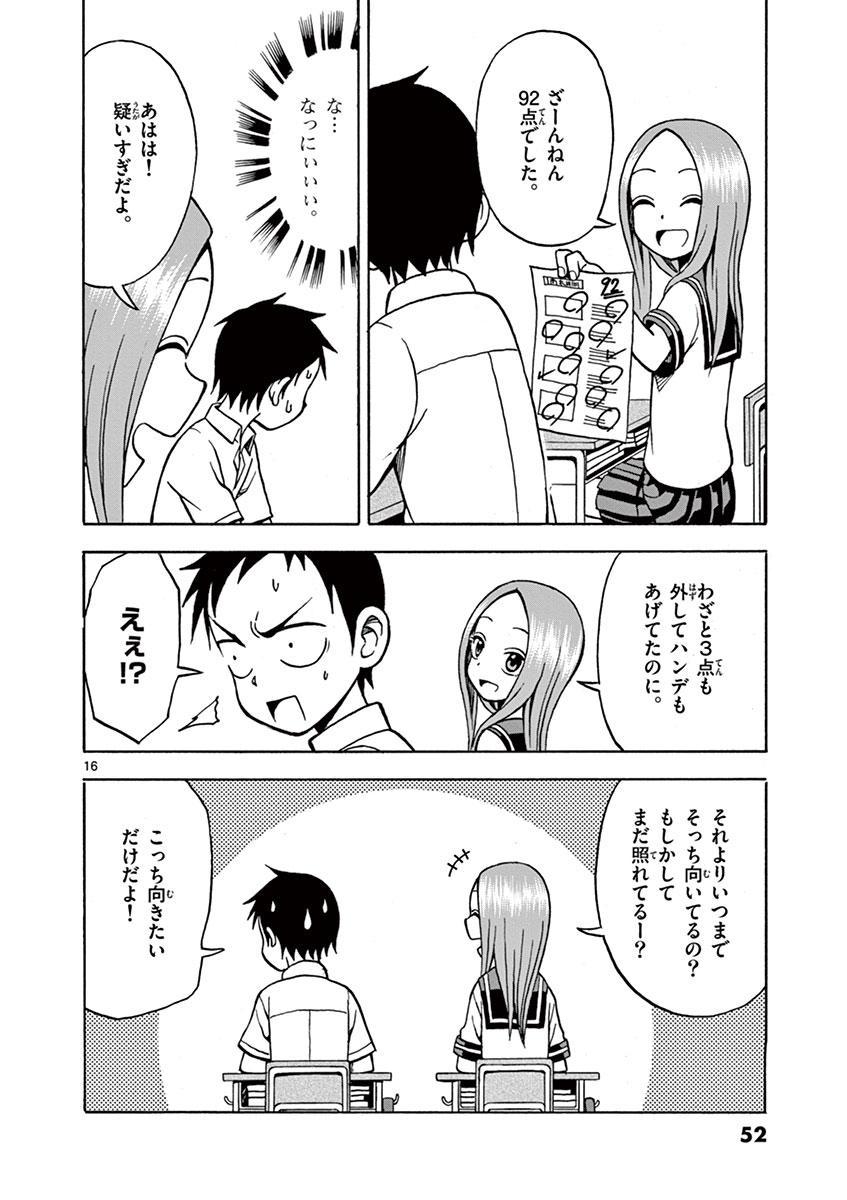 ざーんねん
92点でした。
92
な…
なっにぃいい。
あはは！
疑いすぎだよ。
わざと3点も
外してハンデも
あげてたのに。
ええ!?
16
それよりいつまで
そっち向いてるの？
もしかして
まだ照れてるー？
こっち向きたい
だけだよ！
52